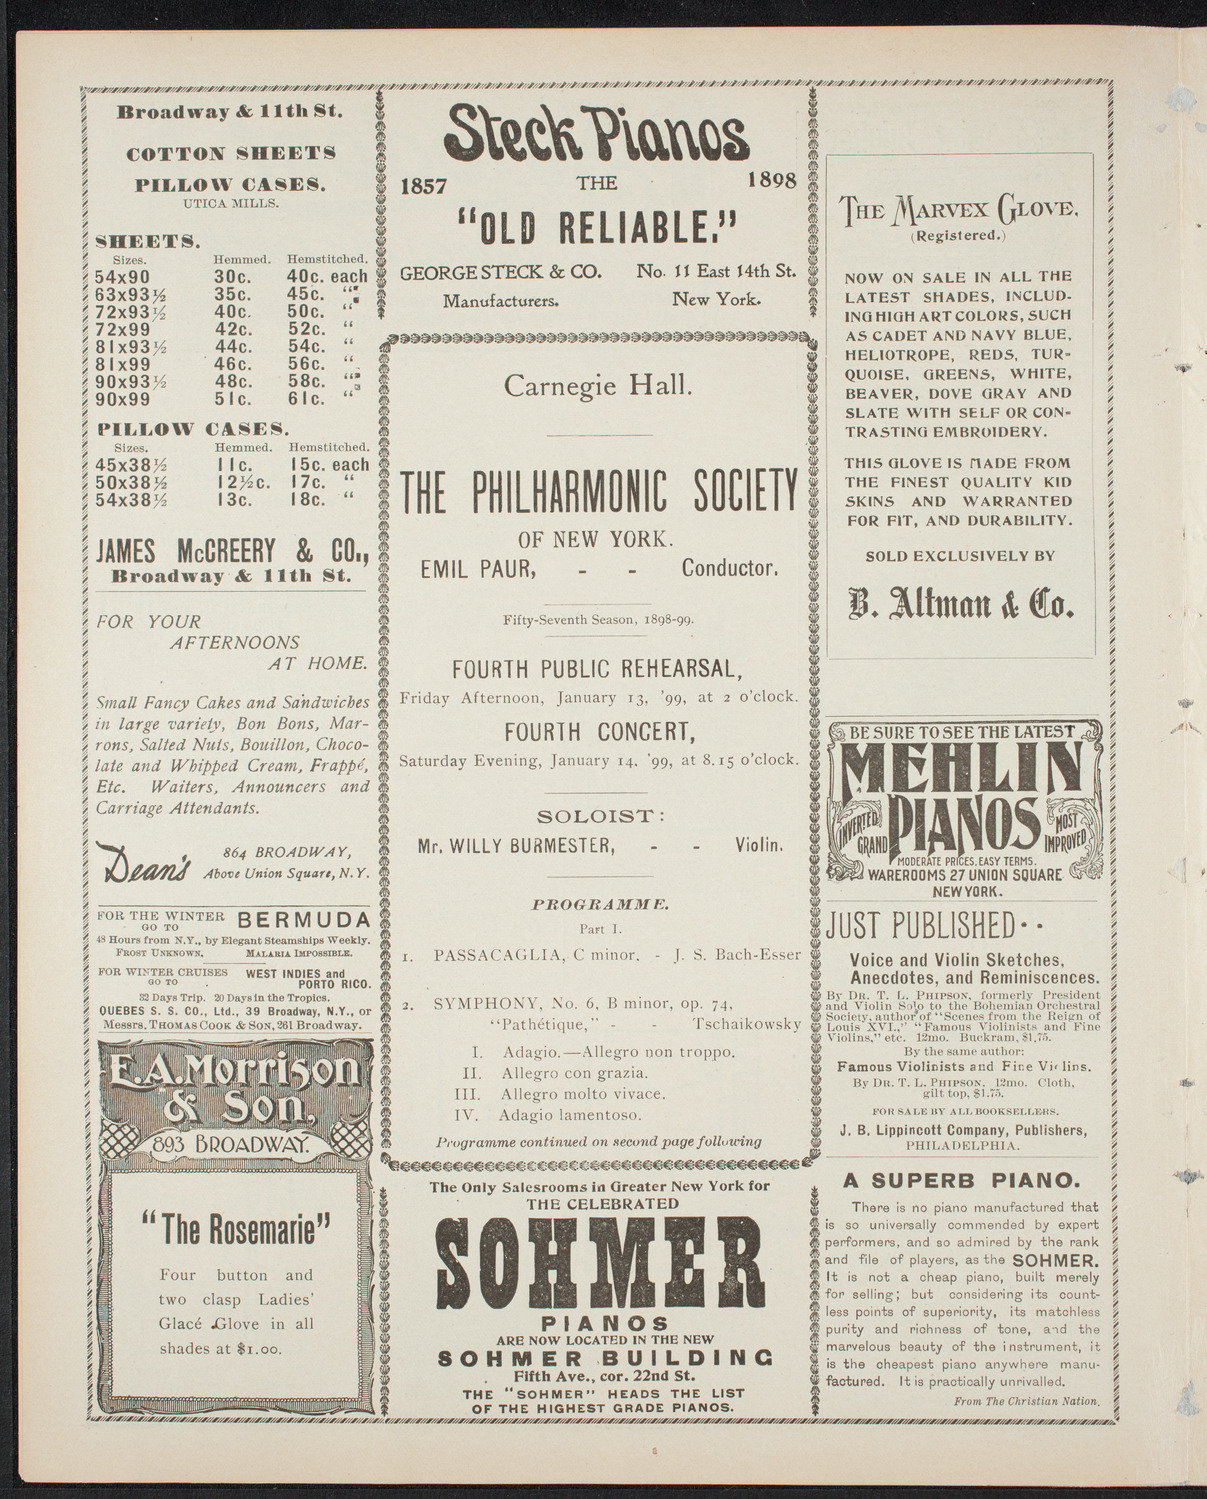 Broadway & 11th St.
COTTON SHEETS
PILLOW CASES.
UTICA MILLS.
SHEETS.
Sizes. Hemmed. Hemstitched.
54x90 30c. 40c. each
63x93½ 35c. 45c. "
72x93½ 40c. 50c. "
72x99 42c. 52c. "
81x93½ 44c. 54c. "
81x99 46c. 56c. "
90x93½ 48c. 58c. "
90x99 51c. 61c. "
PILLOW CASES.
Sizes. Hemmed. Hemstitched.
45x38½ 11c. 15c. each
50x38½ 12½c. 17c. "
54x38½ 13c. 18c. "
JAMES McCREERY & CO.,
Broadway & 11th St.
FOR YOUR
AFTERNOONS
AT HOME.
Small Fancy Cakes and Sandwiches
in large variety, Bon Bons, Mar-
rons, Salted Nuts, Bouillon, Choco-
late and Whipped Cream, Frappé,
Etc. Waiters, Announcers and
Carriage Attendants.
Dean's
864 BROADWAY,
Above Union Square, N. Y.
FOR THE WINTER
GO TO
BERMUDA
48 Hours from N.Y., by Elegant Steamships Weekly.
FROST UNKNOWN. MALARIA IMPOSSIBLE.
FOR WINTER CRUISES
GO TO
WEST INDIES and
PORTO RICO.
32 Days Trip. 20 Days in the Tropics.
QUEBES S. S. CO., Ltd., 39 Broadway, N.Y., or
Messrs. THOMAS COOK & SON, 261 Broadway.
E.A. Morrison
& Son,
893 BROADWAY.
"The Rosemarie"
Four button and
two clasp Ladies'
Glacé Glove in all
shades at $1.00.
Steck Pianos
1857 THE 1898
"OLD RELIABLE."
GEORGE STECK & CO. No. 11 East 14th St.
Manufacturers. New York.
Carnegie Hall.
THE PHILHARMONIC SOCIETY
OF NEW YORK.
EMIL PAUR, - - Conductor.
Fifty-Seventh Season, 1898-99.
FOURTH PUBLIC REHEARSAL,
Friday Afternoon, January 13, '99, at 2 o'clock.
FOURTH CONCERT,
Saturday Evening, January 14. '99, at 8.15 o'clock.
SOLOIST:
Mr. WILLY BURMESTER, - - Violin.
PROGRAMME.
Part I.
1. PASSACAGLIA, C minor, - J. S. Bach-Esser
2. SYMPHONY, No. 6, B minor, op. 74,
"Pathétique," - - Tschaikowsky
I. Adagio.—Allegro non troppo.
II. Allegro con grazia.
III. Allegro molto vivace.
IV. Adagio lamentoso.
Programme continued on second page following
The Only Salesrooms in Greater New York for
THE CELEBRATED
SOHMER
PIANOS
ARE NOW LOCATED IN THE NEW
SOHMER BUILDING
Fifth Ave., cor. 22nd St.
THE "SOHMER" HEADS THE LIST
OF THE HIGHEST GRADE PIANOS.
THE MARVEX GLOVE,
(Registered.)
NOW ON SALE IN ALL THE
LATEST SHADES, INCLUD-
ING HIGH ART COLORS, SUCH
AS CADET AND NAVY BLUE,
HELIOTROPE, REDS, TUR-
QUOISE, GREENS, WHITE,
BEAVER, DOVE GRAY AND
SLATE WITH SELF OR CON-
TRASTING EMBROIDERY.
THIS GLOVE IS MADE FROM
THE FINEST QUALITY KID
SKINS AND WARRANTED
FOR FIT, AND DURABILITY.
SOLD EXCLUSIVELY BY
B. Altman & Co.
BE SURE TO SEE THE LATEST
MEHLIN
PIANOS
INVERTED
GRAND
MOST
IMPROVED
MODERATE PRICES, EASY TERMS.
WAREROOMS 27 UNION SQUARE
NEW YORK.
JUST PUBLISHED··
Voice and Violin Sketches,
Anecdotes, and Reminiscences.
By DR. T. L. PHIPSON, formerly President
and Violin Solo to the Bohemian Orchestral
Society, author of "Scenes from the Reign of
Louis XVI.," "Famous Violinists and Fine
Violins," etc. 12mo. Buckram, $1.75.
By the same author:
Famous Violinists and Fine Violins.
By DR. T. L. PHIPSON, 12mo. Cloth,
gilt top, $1.75.
FOR SALE BY ALL BOOKSELLERS.
J. B. Lippincott Company, Publishers,
PHILADELPHIA.
A SUPERB PIANO.
There is no piano manufactured that
is so universally commended by expert
performers, and so admired by the rank
and file of players, as the SOHMER.
It is not a cheap piano, built merely
for selling; but considering its count-
less points of superiority, its matchless
purity and richness of tone, and the
marvelous beauty of the instrument, it
is the cheapest piano anywhere manu-
factured. It is practically unrivalled.
From The Christian Nation.